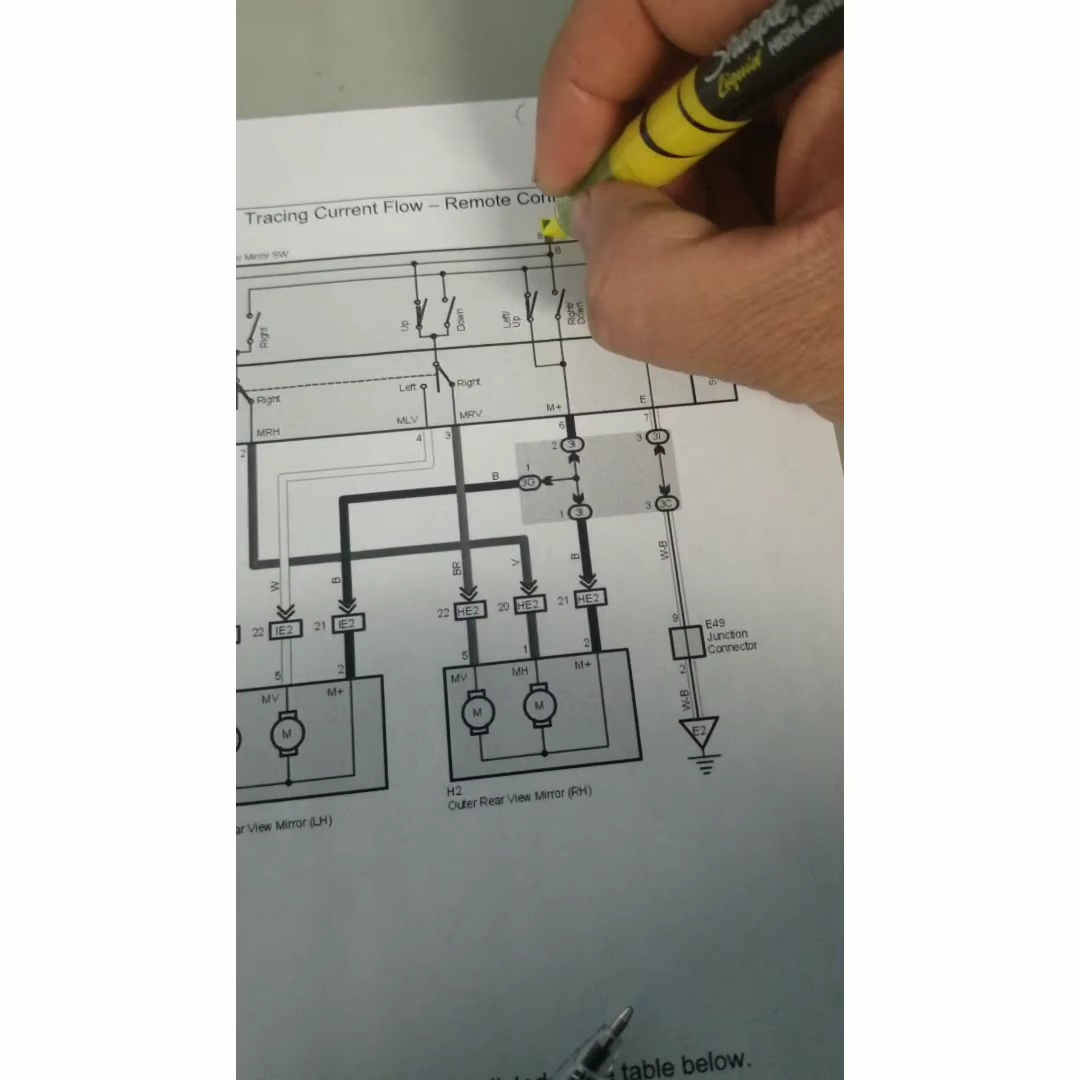 Sharpie
Liquid HIGHLIGHT
Tracing Current Flow – Remote Con
Mirror SW
8
B
Right
Up
Down
Left/
Up
Right/
Down
Right
Left
Right
MRH
MLV
MRV
M+
E
2
4
3
6
7
2
3I
3
3I
B
1
3G
1
3I
3
3C
W
B
BR
V
B
W-B
22
IE2
21
IE2
22
HE2
20
HE2
21
HE2
9
E49
Junction
Connector
5
2
5
1
2
2
MV
M+
MV
MH
M+
W-B
M
M
M
E2
H2
Outer Rear View Mirror (RH)
View Mirror (LH)
table below.